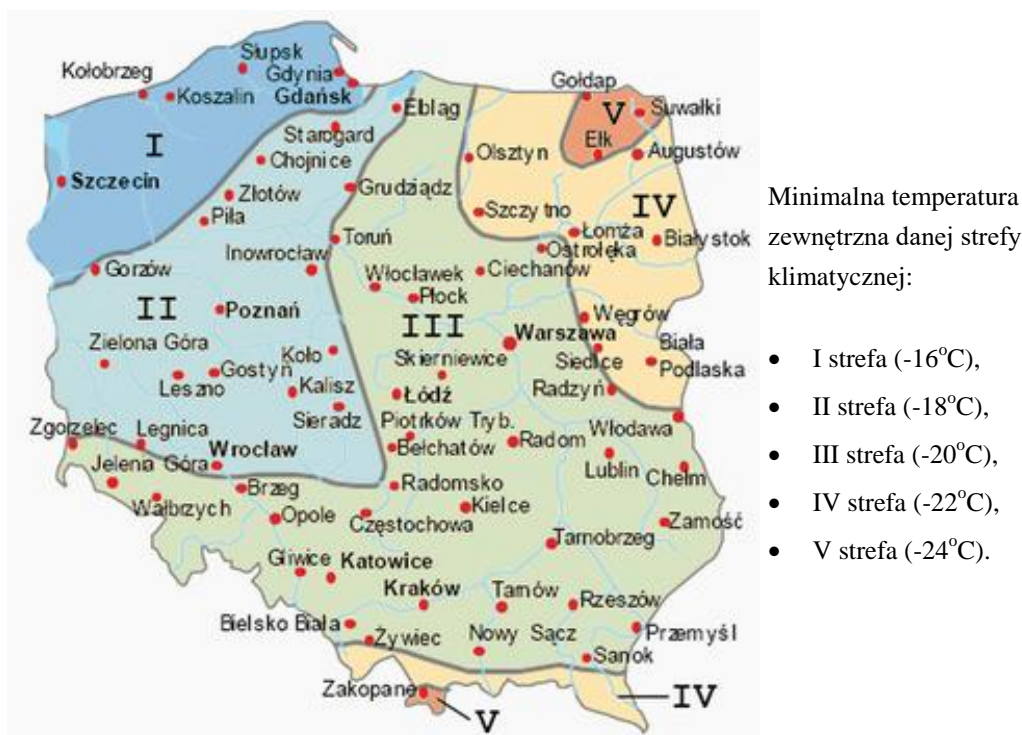 Słupsk
Kołobrzeg
Gdynia
Koszalin
Gdańsk
Elbląg
Gołdap
V
Suwałki
Starogard
I
Ełk
Olsztyn
Augustów
Chojnice
Szczecin
Grudziądz
Złotów
IV
Szczytno
Piła
Łomża
Białystok
Toruń
Ostrołęka
Inowrocław
Gorzów
Ciechanów
Włocławek
Płock
II
Poznań
III
Węgrów
Warszawa
Zielona Góra
Koło
Skierniewice
Siedlce
Biała
Podlaska
Gostyń
Leszno
Kalisz
Łódź
Radzyń
Sieradz
Piotrków Tryb.
Włodawa
Zgorzelec
Legnica
Wrocław
Bełchatów
Radom
Jelenia Góra
Lublin
Chełm
Brzeg
Radomsko
Wałbrzych
Kielce
Opole
Częstochowa
Zamość
Tarnobrzeg
Gliwice
Katowice
Kraków
Tarnów
Rzeszów
Bielsko Biała
Żywiec
Nowy Sącz
Przemyśl
Sanok
Zakopane
IV
V
Minimalna temperatura
zewnętrzna danej strefy
klimatycznej:
• I strefa (-16°C),
• II strefa (-18°C),
• III strefa (-20°C),
• IV strefa (-22°C),
• V strefa (-24°C).